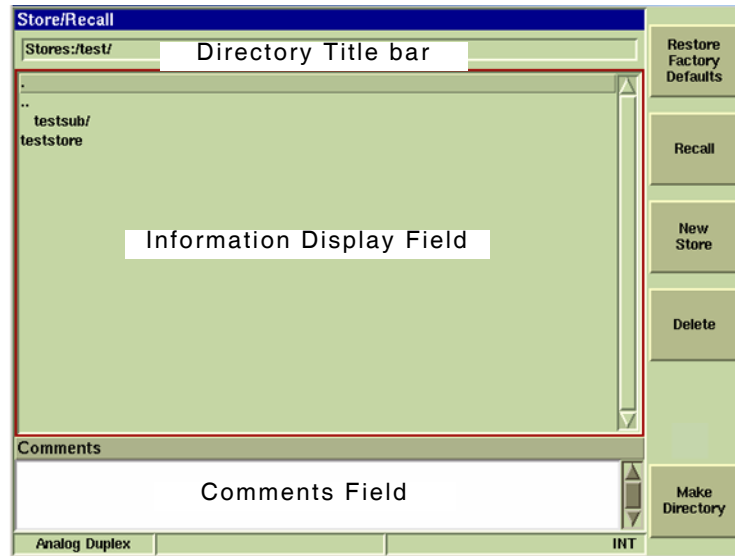 Store/Recall
Stores:/test/
Directory Title bar
.
..
testsub/
teststore
Information Display Field
Comments
Comments Field
Analog Duplex
INT
Restore
Factory
Defaults
Recall
New
Store
Delete
Make
Directory